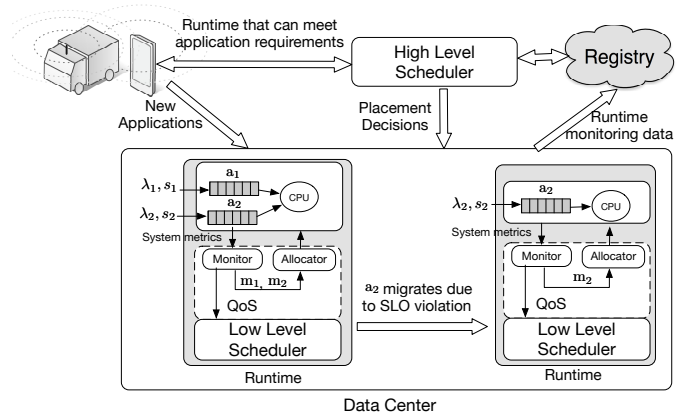 Runtime that can meet
application requirements
High Level
Scheduler
Registry
New
Applications
Placement
Decisions
Runtime
monitoring data
a₁
λ₁, s₁
CPU
a₂
λ₂, s₂
System metrics
Monitor
Allocator
m₁, m₂
QoS
Low Level
Scheduler
Runtime
a₂ migrates due
to SLO violation
a₂
λ₂, s₂
CPU
System metrics
Monitor
Allocator
m₂
QoS
Low Level
Scheduler
Runtime
Data Center